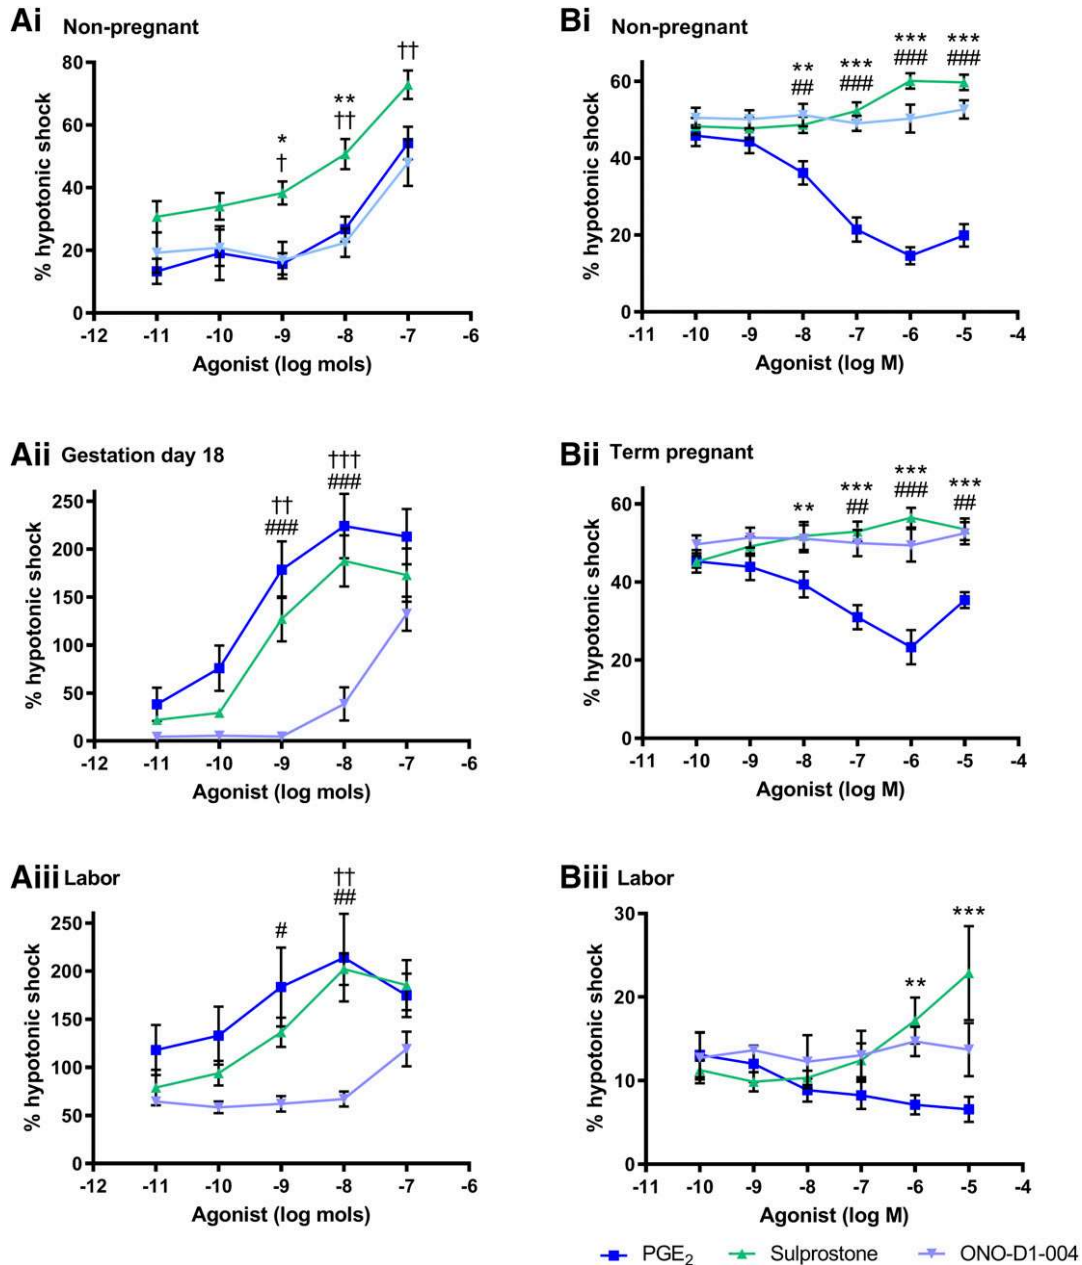 Ai Non-pregnant
††
80
**
††
60
*
†
% hypotonic shock
40
20
0
-12 -11 -10 -9 -8 -7 -6
Agonist (log mols)
Bi Non-pregnant
*** ***
### ###
** ***
## ###
60
% hypotonic shock
40
20
0
-11 -10 -9 -8 -7 -6 -5 -4
Agonist (log M)
Aii Gestation day 18
†††
###
††
###
250
200
% hypotonic shock
150
100
50
0
-12 -11 -10 -9 -8 -7 -6
Agonist (log mols)
Bii Term pregnant
*** *** ***
** ## ### ##
60
% hypotonic shock
40
20
0
-11 -10 -9 -8 -7 -6 -5 -4
Agonist (log M)
Aiii Labor
††
##
#
250
200
% hypotonic shock
150
100
50
0
-12 -11 -10 -9 -8 -7 -6
Agonist (log mols)
Biii Labor
***
30
**
% hypotonic shock
20
10
0
-11 -10 -9 -8 -7 -6 -5 -4
Agonist (log M)
PGE2 Sulprostone ONO-D1-004